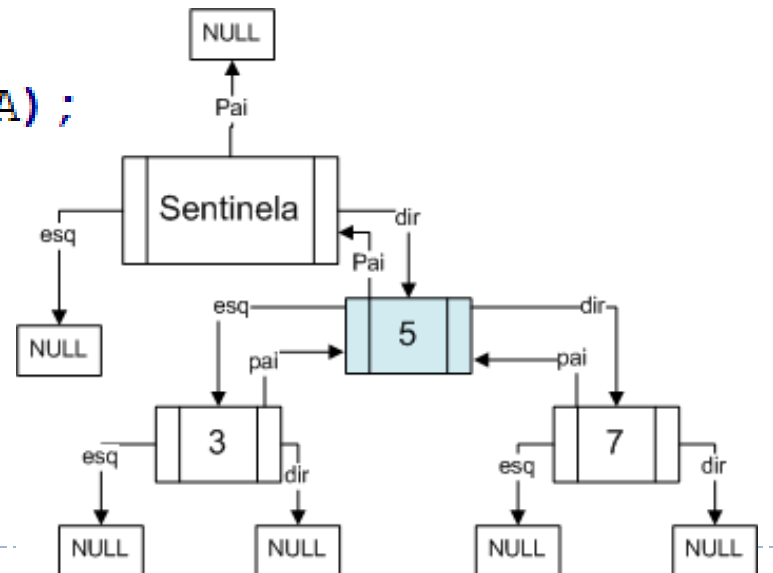 NULL
A);
Pai
Sentinela
esq
dir
Pai
NULL
esq
5
dir
pai
pai
3
7
esq
dir
esq
dir
NULL
NULL
NULL
NULL